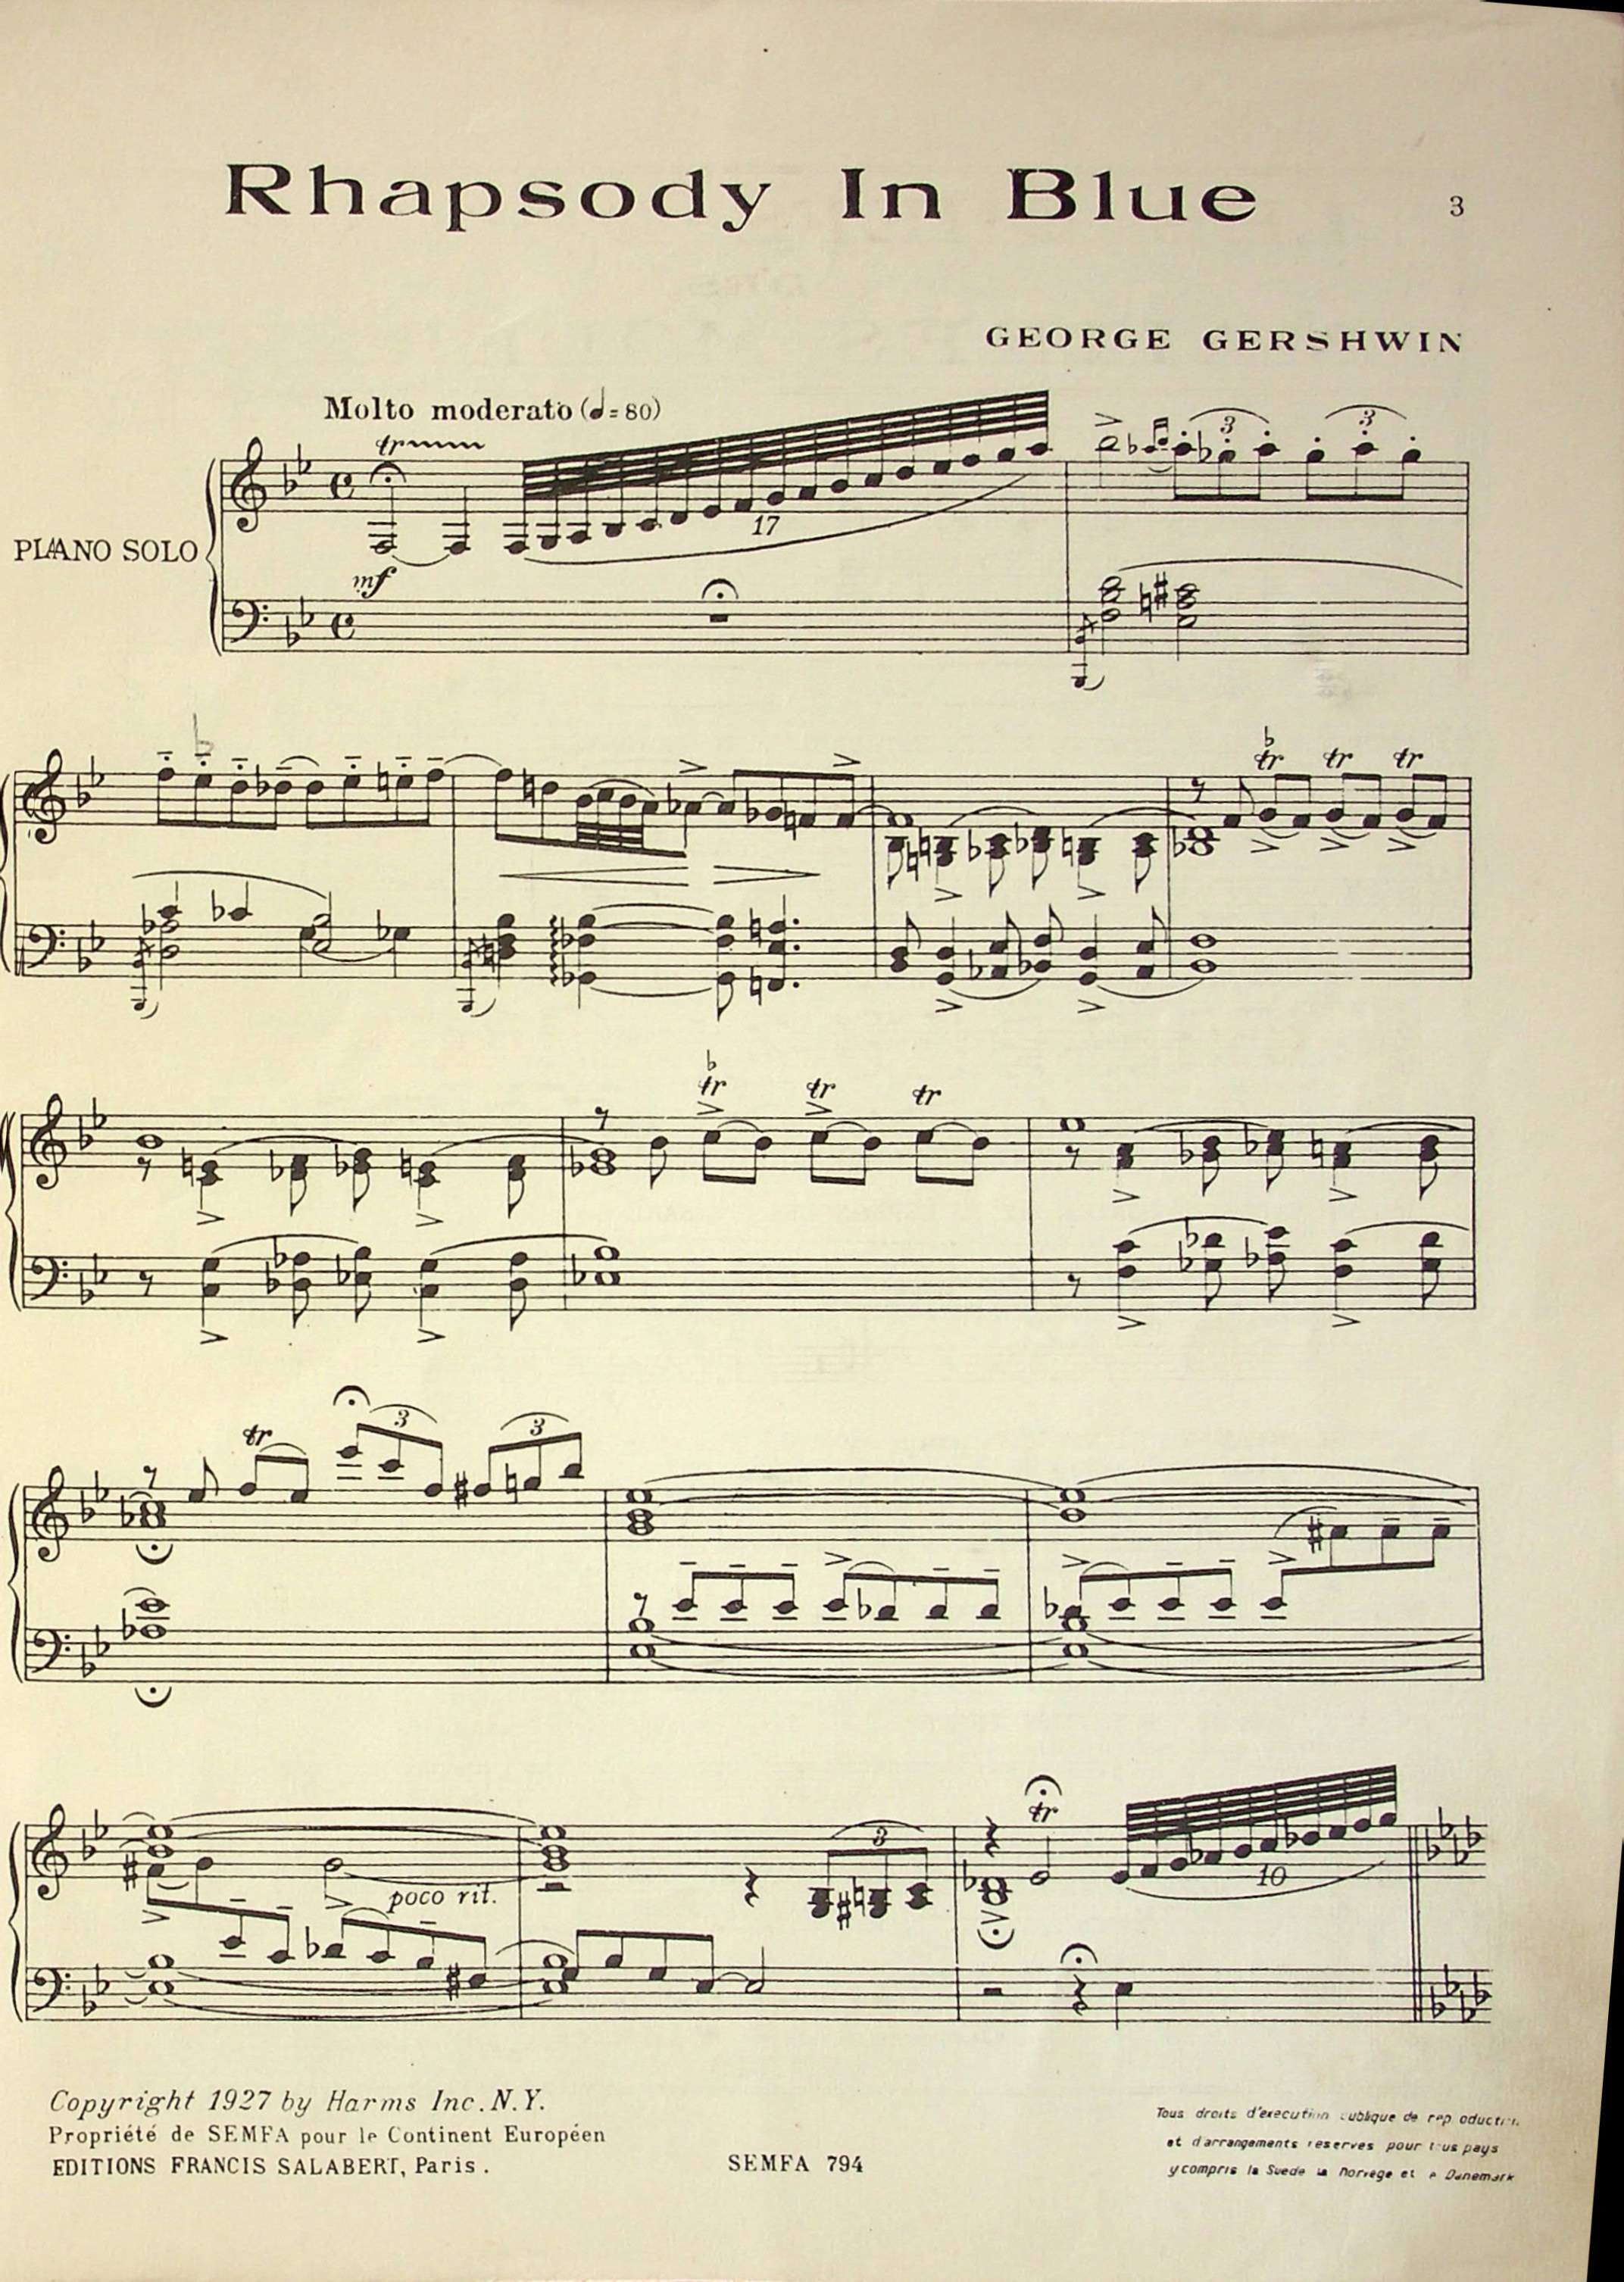 Rhapsody In Blue
3
GEORGE GERSHWIN
Molto moderato (𝅗𝅥 = 80)
tr
17
3
3
PIANO SOLO
mf
tr tr tr
tr tr tr
tr
3
3
poco rit.
3
tr
10
Copyright 1927 by Harms Inc. N.Y.
Propriété de SEMFA pour le Continent Européen
EDITIONS FRANCIS SALABERT, Paris.
SEMFA 794
Tous droits d'execution publique de reproduction
et d'arrangements reserves pour tous pays
y compris la Suede la Norvege et le Danemark